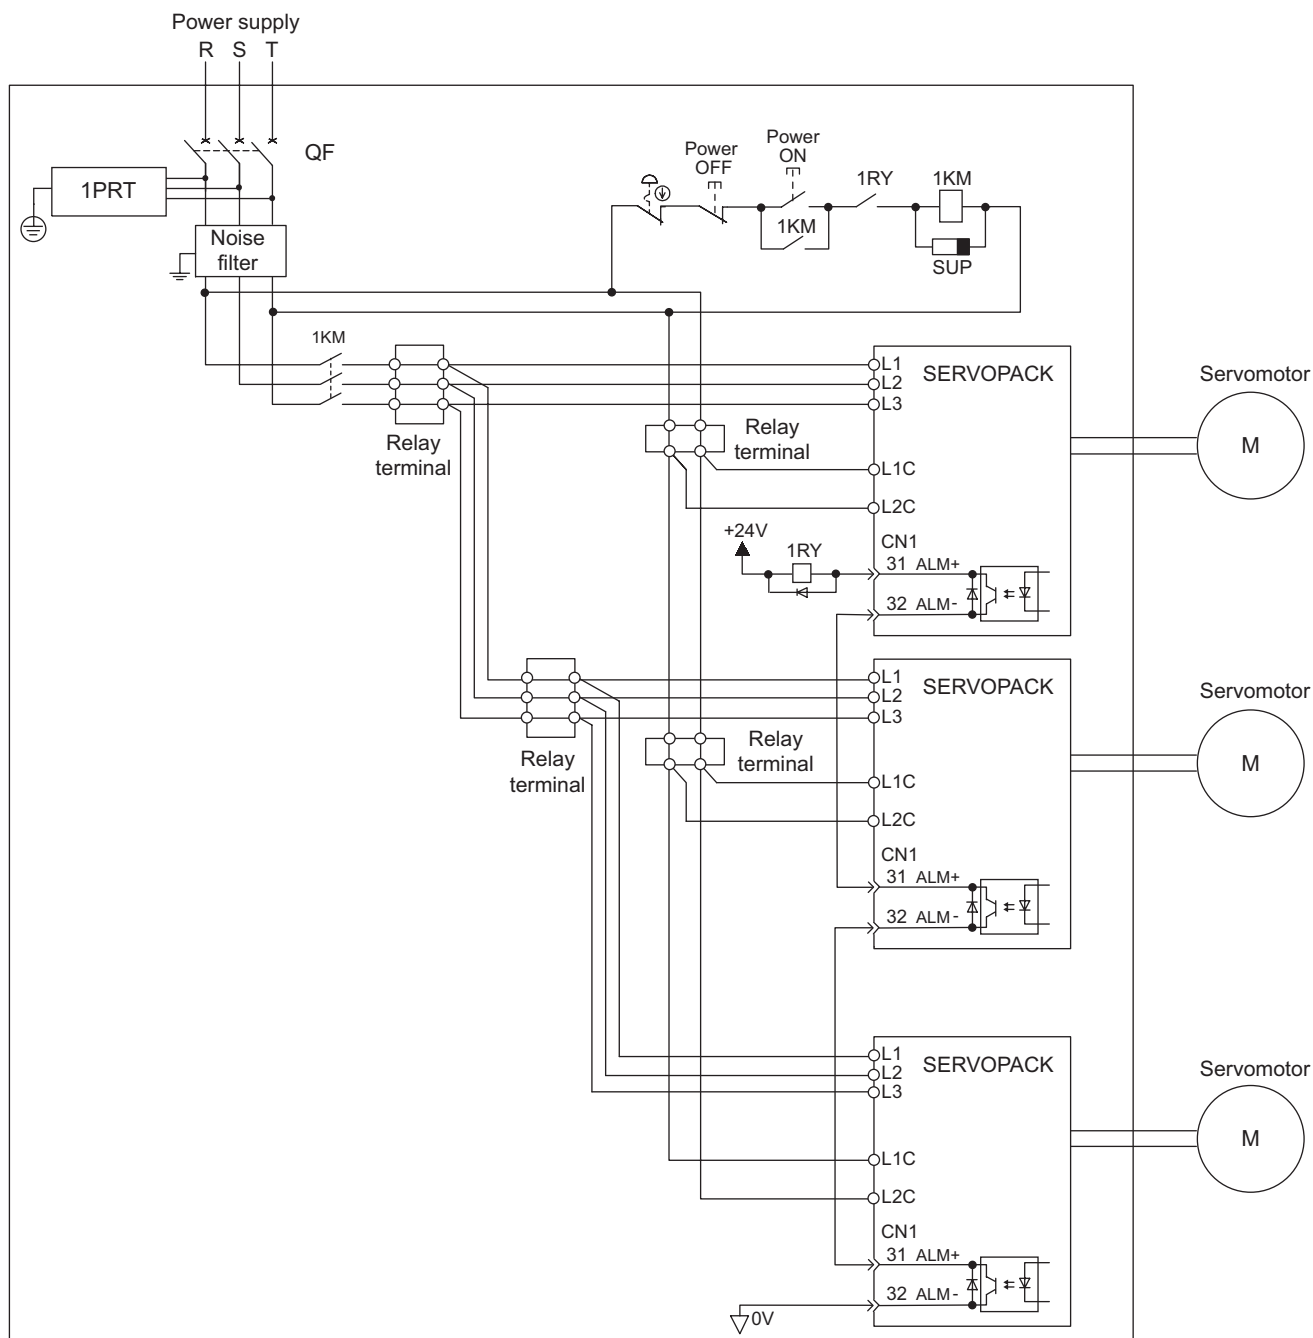 Power supply
R S T
QF
1PRT
Noise
filter
Power
OFF
Power
ON
1RY
1KM
1KM
SUP
1KM
Relay
terminal
L1
L2
L3
SERVOPACK
Servomotor
M
Relay
terminal
L1C
L2C
+24V
1RY
CN1
31 ALM+
32 ALM-
Relay
terminal
L1
L2
L3
SERVOPACK
Servomotor
M
Relay
terminal
L1C
L2C
CN1
31 ALM+
32 ALM-
L1
L2
L3
SERVOPACK
Servomotor
M
L1C
L2C
CN1
31 ALM+
32 ALM-
0V